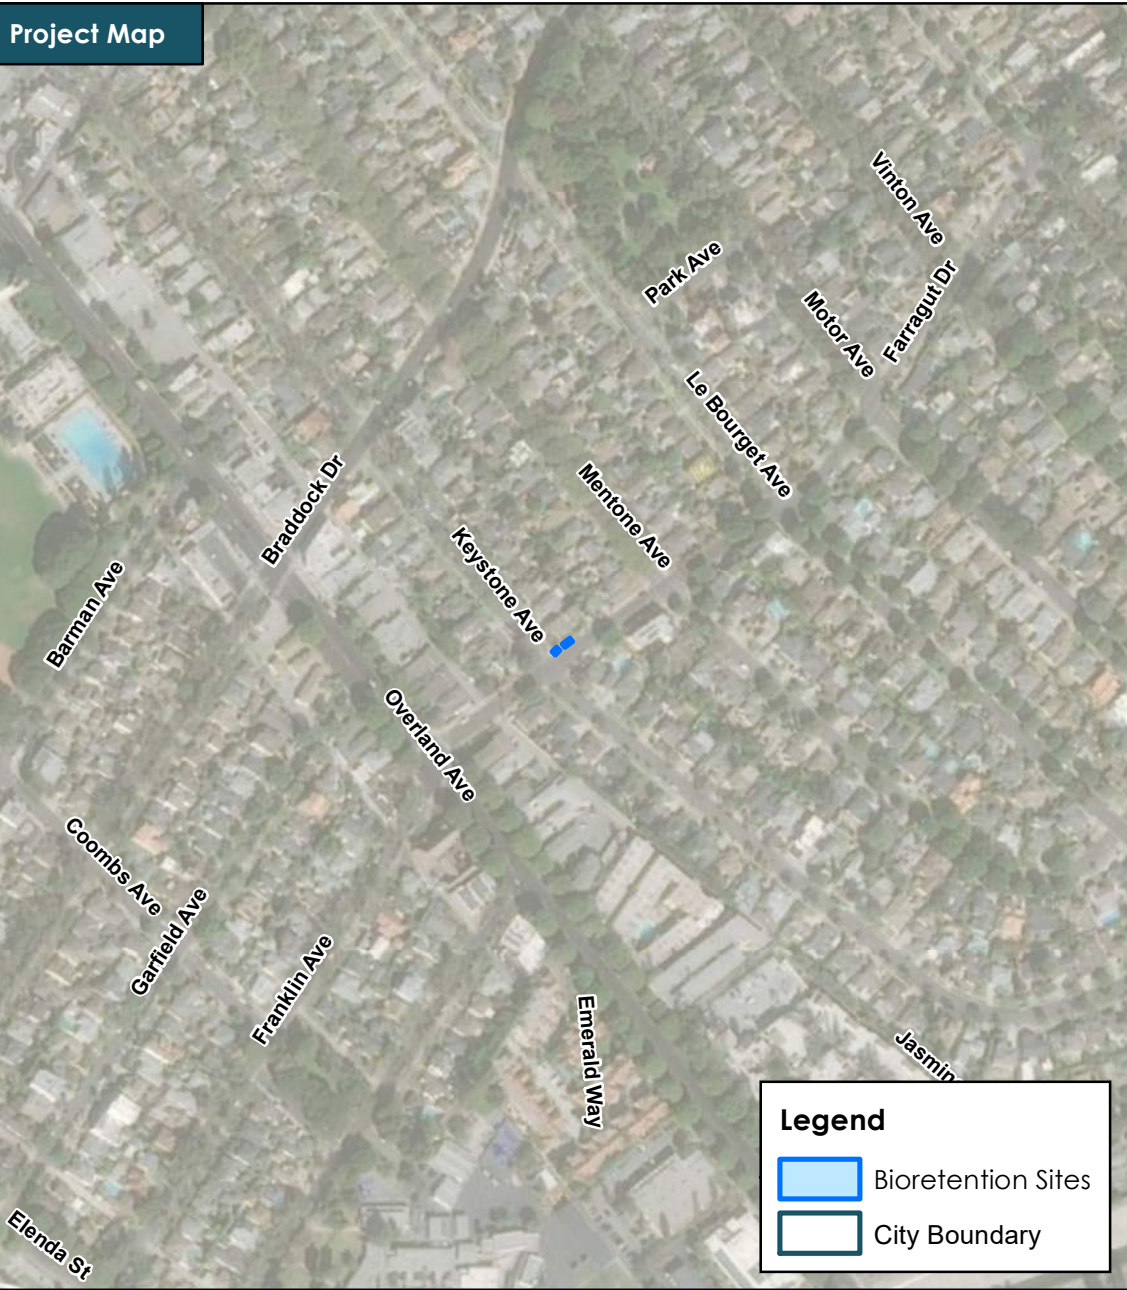 Project Map
Vinton Ave
Park Ave
Farragut Dr
Motor Ave
Le Bourget Ave
Braddock Dr
Mentone Ave
Keystone Ave
Barman Ave
Overland Ave
Coombs Ave
Garfield Ave
Franklin Ave
Emerald Way
Jasmin
Elenda St
Legend
Bioretention Sites
City Boundary